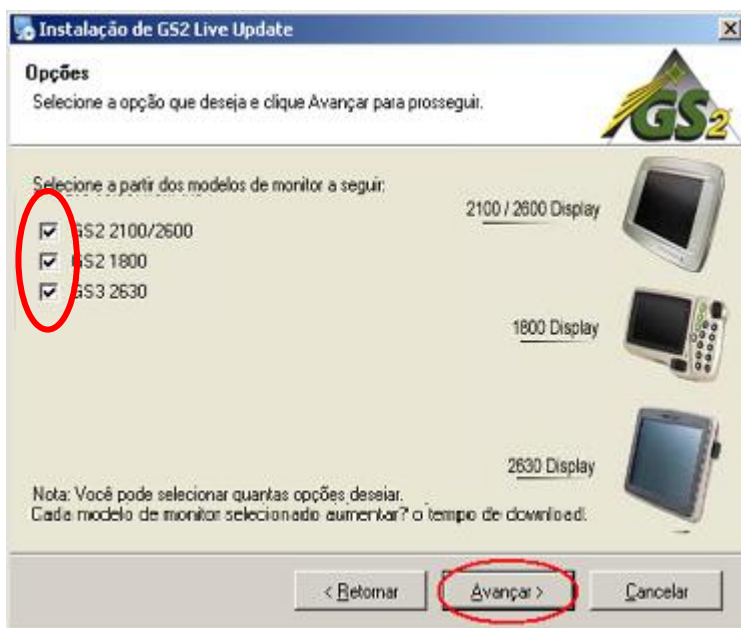 Instalação de GS2 Live Update
Opções
Selecione a opção que deseja e clique Avançar para prosseguir.
GS2
Selecione a partir dos modelos de monitor a seguir:
2100 / 2600 Display
GS2 2100/2600
GS2 1800
GS3 2630
1800 Display
2630 Display
Nota: Você pode selecionar quantas opções desejar.
Cada modelo de monitor selecionado aumentar? o tempo de download.
< Retornar
Avançar >
Cancelar